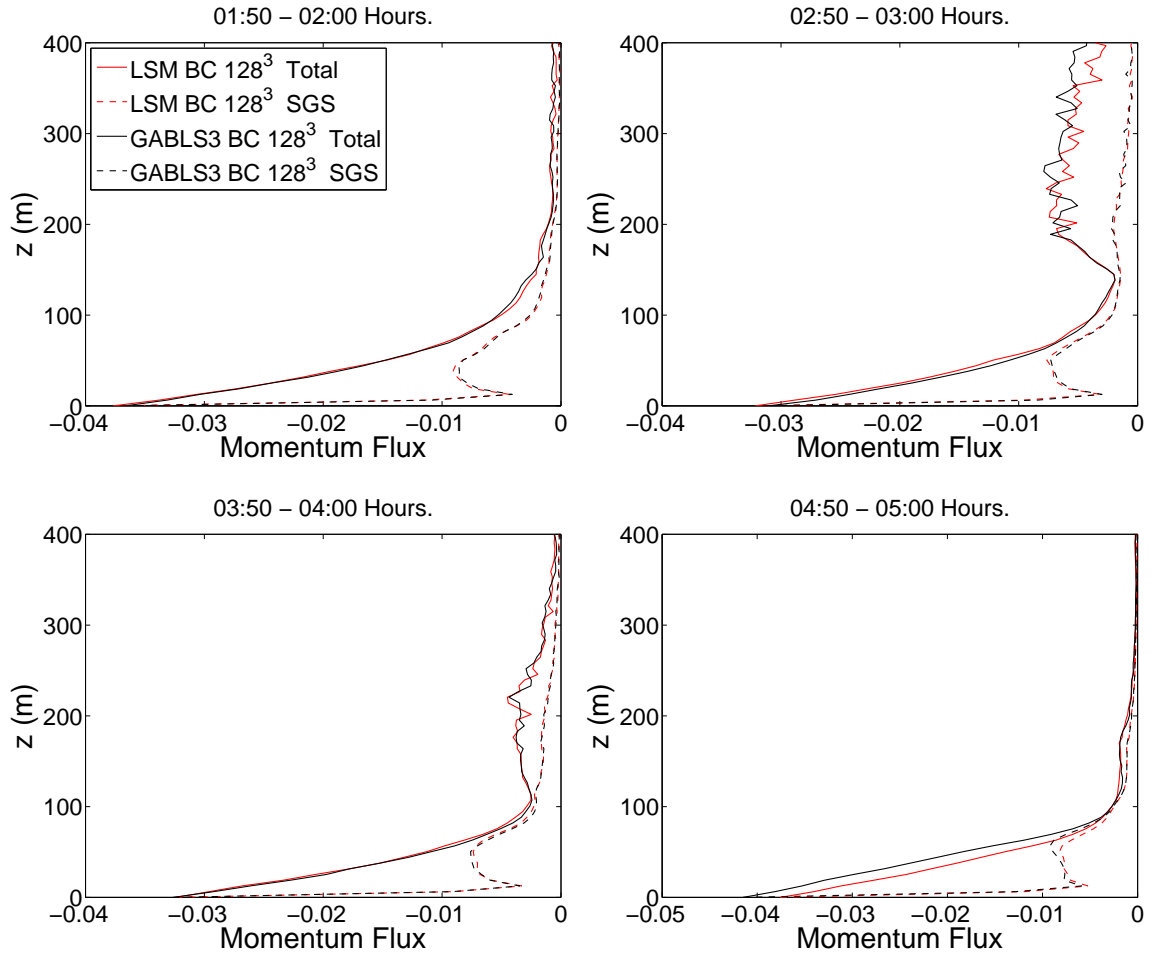 01:50 − 02:00 Hours.
400
300
200
100
0
z (m)
LSM BC 128³ Total
LSM BC 128³ SGS
GABLS3 BC 128³ Total
GABLS3 BC 128³ SGS
−0.04 −0.03 −0.02 −0.01 0
Momentum Flux
02:50 − 03:00 Hours.
400
300
200
100
0
z (m)
−0.04 −0.03 −0.02 −0.01 0
Momentum Flux
03:50 − 04:00 Hours.
400
300
200
100
0
z (m)
−0.04 −0.03 −0.02 −0.01 0
Momentum Flux
04:50 − 05:00 Hours.
400
300
200
100
0
z (m)
−0.05 −0.04 −0.03 −0.02 −0.01 0
Momentum Flux